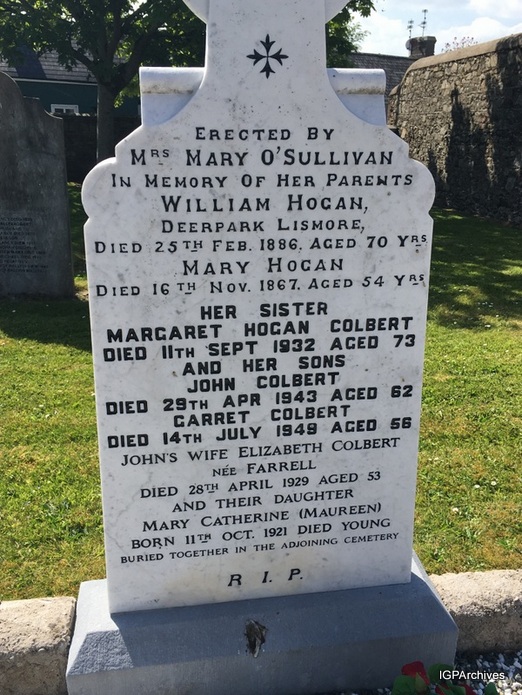 Erected By
Mrs Mary O'Sullivan
In Memory Of Her Parents
William Hogan,
Deerpark Lismore,
Died 25th Feb. 1886. Aged 70 Yrs
Mary Hogan
Died 16th Nov. 1867. Aged 54 Yrs
HER SISTER
MARGARET HOGAN COLBERT
DIED 11TH SEPT 1932 AGED 73
AND HER SONS
JOHN COLBERT
DIED 29TH APR 1943 AGED 62
GARRET COLBERT
DIED 14TH JULY 1949 AGED 56
John's wife Elizabeth Colbert
née Farrell
died 28th April 1929 aged 53
and their daughter
Mary Catherine (Maureen)
born 11th Oct. 1921 died young
buried together in the adjoining cemetery
R.I.P.
IGPArchives